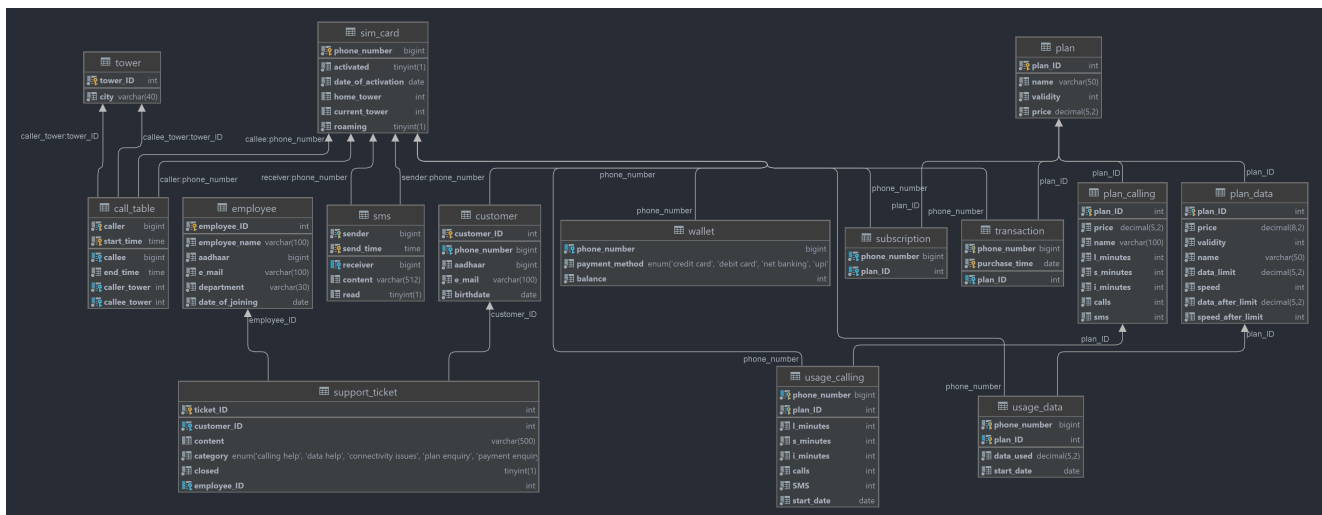 sim_card
phone_number bigint
activated tinyint(1)
date_of_activation date
home_tower int
current_tower int
roaming tinyint(1)
tower
tower_ID int
city varchar(40)
plan
plan_ID int
name varchar(50)
validity int
price decimal(5,2)
caller_tower:tower_ID
callee_tower:tower_ID
callee:phone_number
caller:phone_number
receiver:phone_number
sender:phone_number
phone_number
phone_number
phone_number
plan_ID
phone_number
plan_ID
plan_ID
plan_ID
call_table
caller bigint
start_time time
callee bigint
end_time time
caller_tower int
callee_tower int
employee
employee_ID int
employee_name varchar(100)
aadhaar bigint
e_mail varchar(100)
department varchar(30)
date_of_joining date
sms
sender bigint
send_time time
receiver bigint
content varchar(512)
read tinyint(1)
customer
customer_ID int
phone_number bigint
aadhaar bigint
e_mail varchar(100)
birthdate date
wallet
phone_number bigint
payment_method enum('credit card', 'debit card', 'net banking', 'upi'
balance int
subscription
phone_number bigint
plan_ID int
transaction
phone_number bigint
purchase_time date
plan_ID int
plan_calling
plan_ID int
price decimal(5,2)
name varchar(100)
l_minutes int
s_minutes int
i_minutes int
calls int
sms int
plan_data
plan_ID int
price decimal(8,2)
validity int
name varchar(50)
data_limit decimal(5,2)
speed int
data_after_limit decimal(5,2)
speed_after_limit int
employee_ID
customer_ID
phone_number
plan_ID
phone_number
plan_ID
support_ticket
ticket_ID int
customer_ID int
content varchar(500)
category enum('calling help', 'data help', 'connectivity issues', 'plan enquiry', 'payment enquiry
closed tinyint(1)
employee_ID int
usage_calling
phone_number bigint
plan_ID int
l_minutes int
s_minutes int
i_minutes int
calls int
SMS int
start_date date
usage_data
phone_number bigint
plan_ID int
data_used decimal(5,2)
start_date date